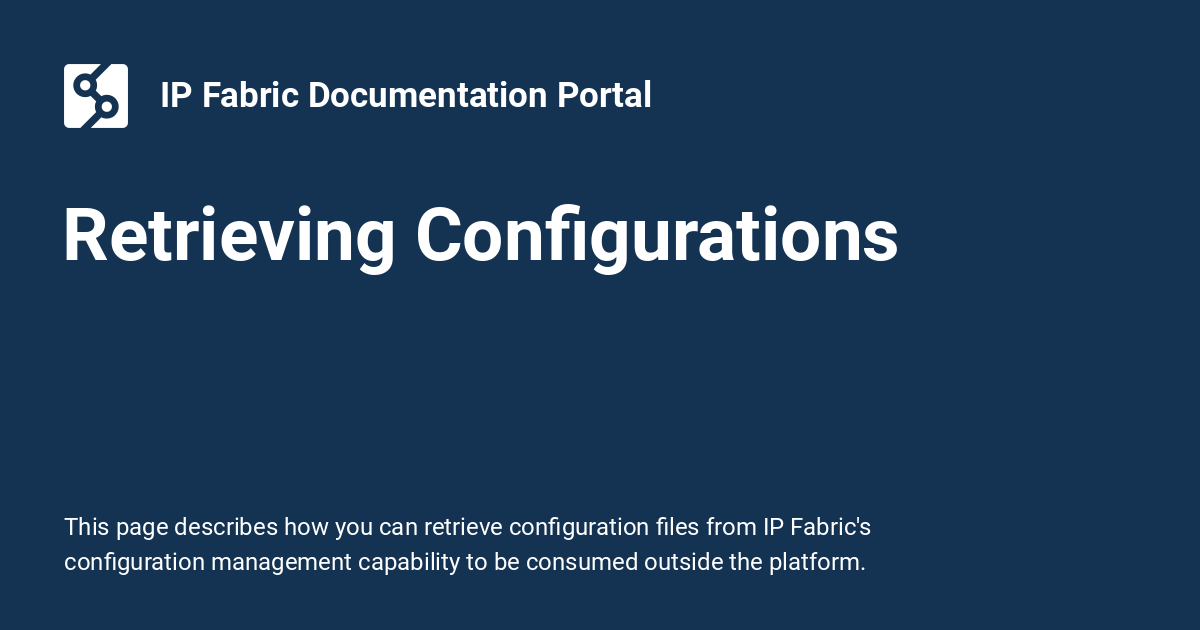 IP Fabric Documentation Portal
Retrieving Configurations
This page describes how you can retrieve configuration files from IP Fabric's
configuration management capability to be consumed outside the platform.